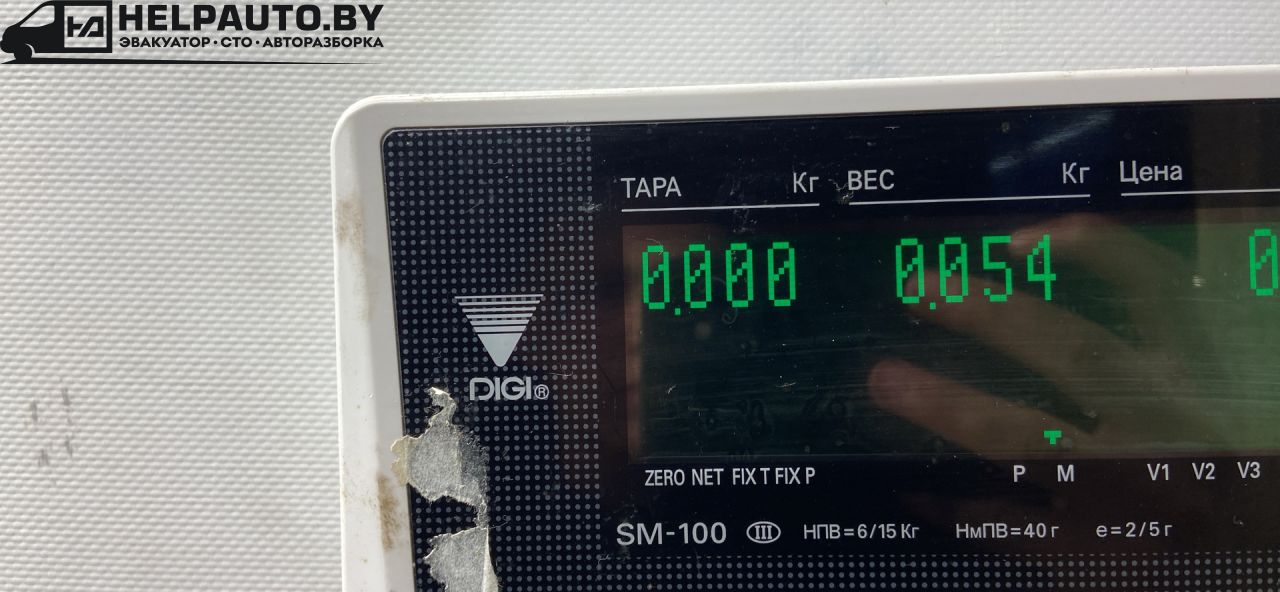 HELPAUTO.BY
ЭВАКУАТОР · СТО · АВТОРАЗБОРКА
ТАРА Кг ВЕС Кг Цена
0.000 0.054 0
DIGI®
ZERO NET FIX T FIX P P M V1 V2 V3
SM-100 III НПВ=6/15 Кг НмПВ=40 г e=2/5 г